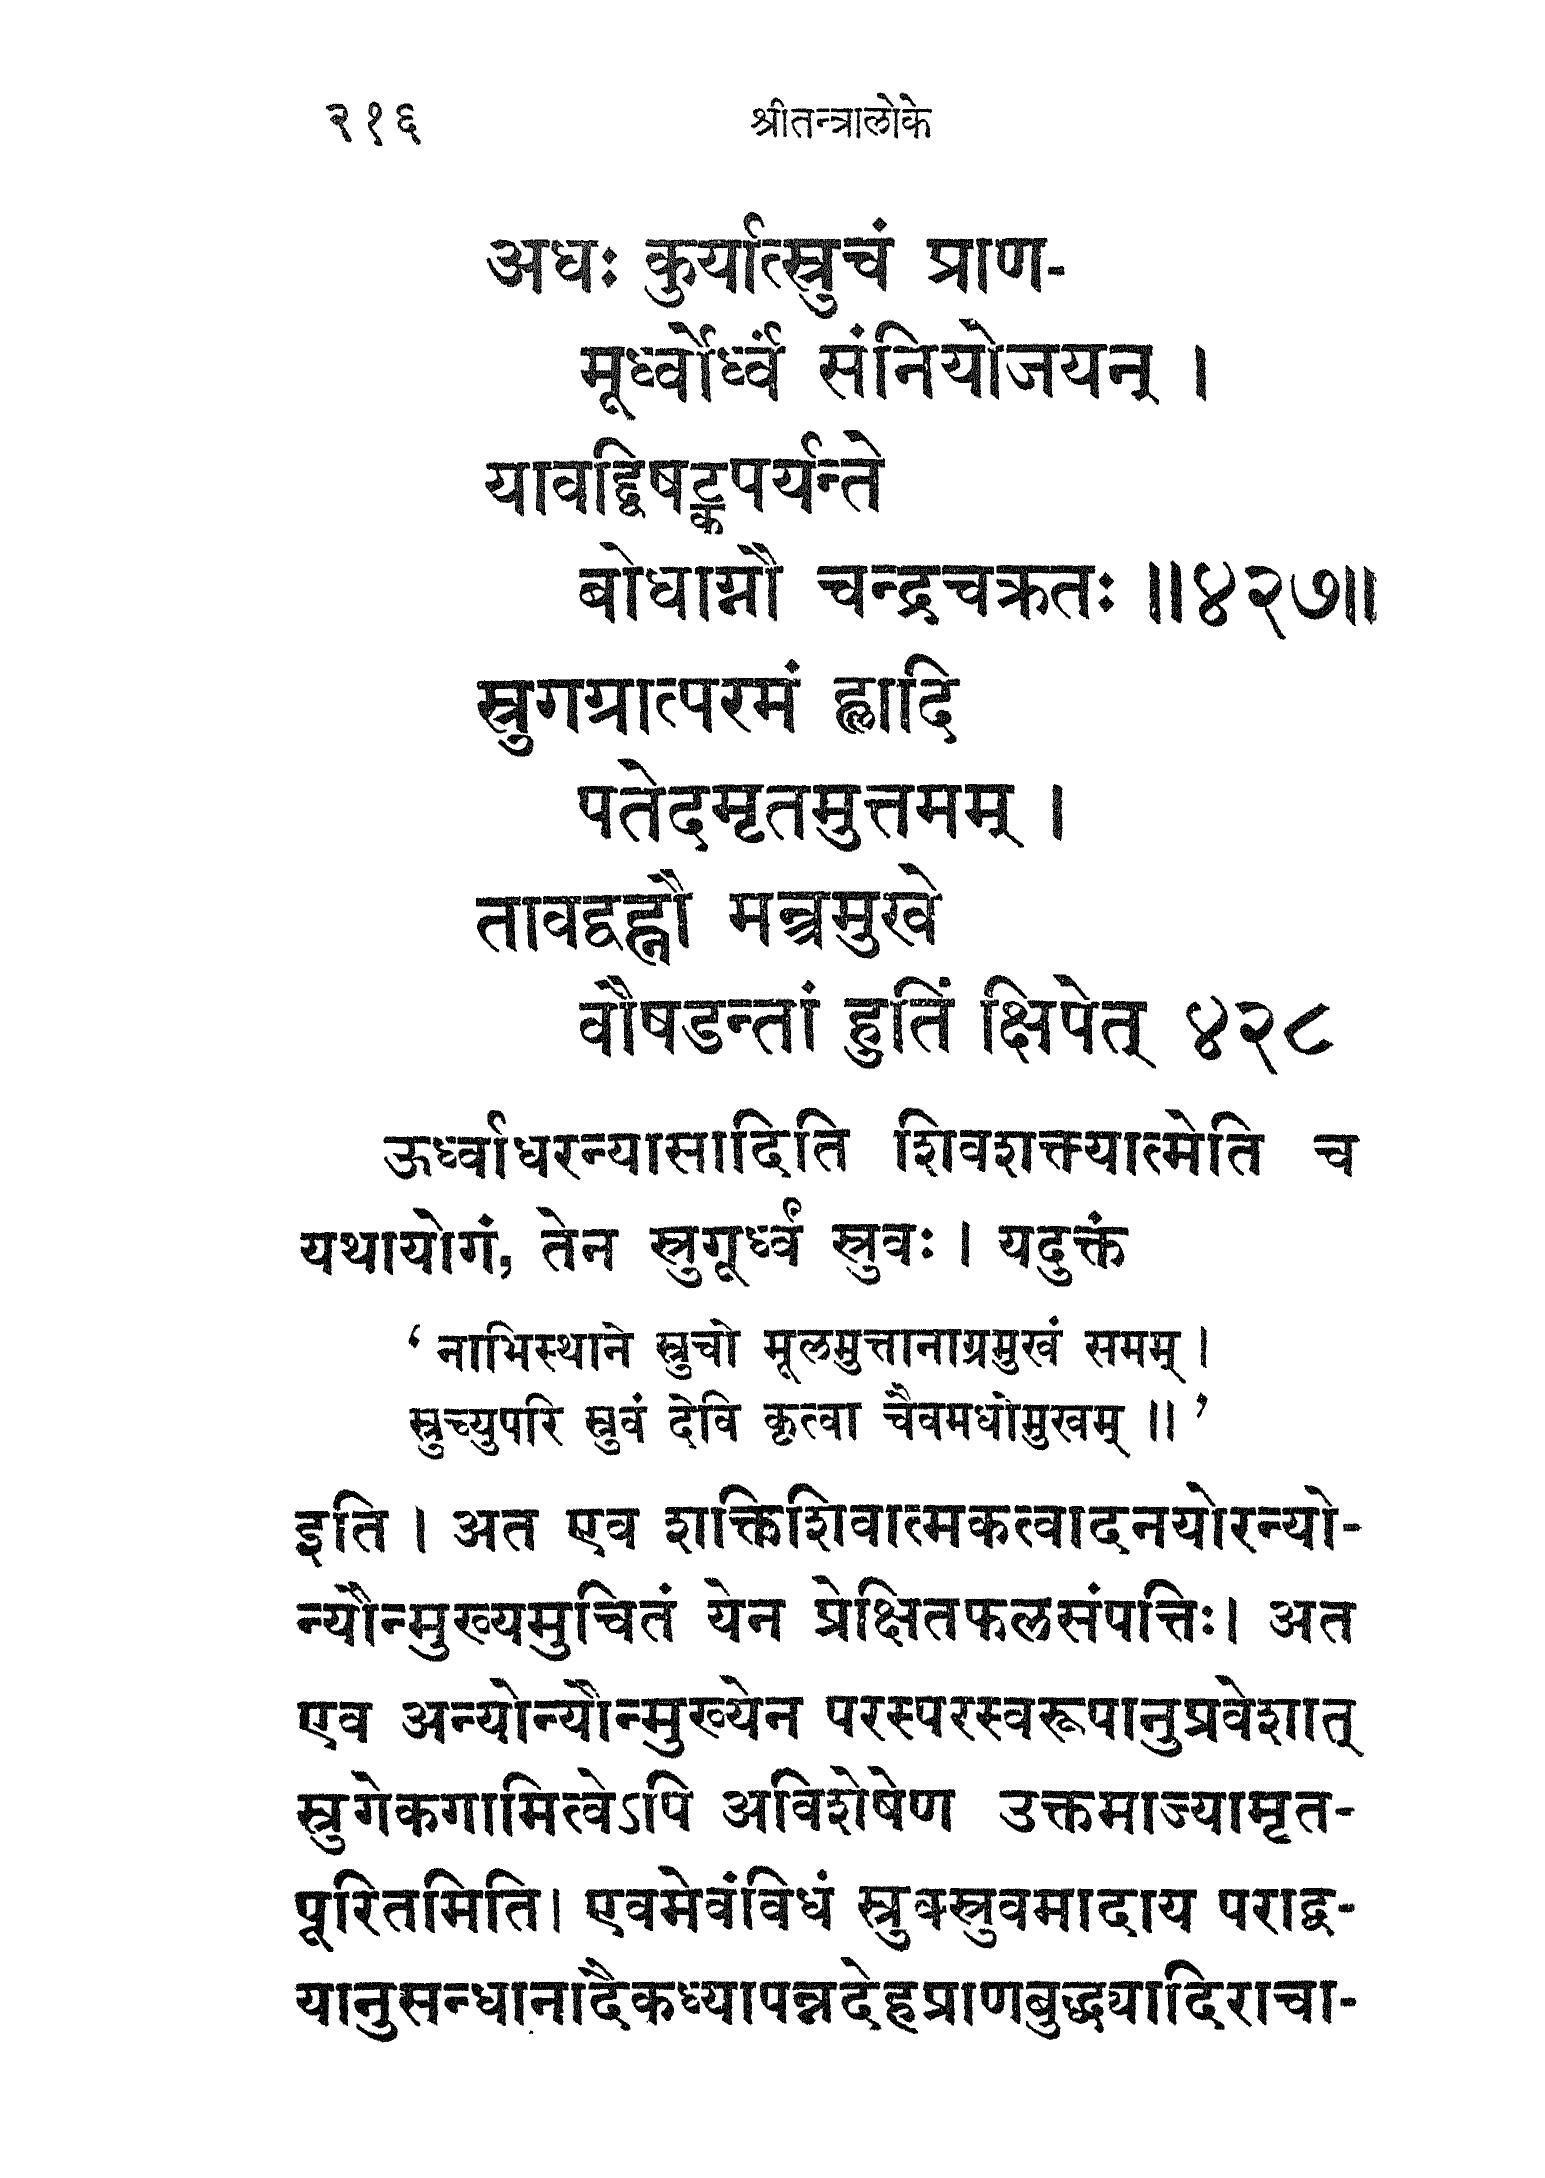 २१६ श्रीतन्त्रालोके
अधः कुर्यात्स्रुचं प्राण-
मूर्ध्वोर्ध्वं संनियोजयन् ।
यावद्द्विषट्कपर्यन्ते
बोधाग्नौ चन्द्रचक्रतः ॥४२७॥
स्रुगग्रात्परमं ह्लादि
पतेदमृतमुत्तमम् ।
तावद्वह्नौ मन्त्रमुखे
वौषडन्तां हुतिं क्षिपेत् ४२८
ऊर्ध्वाधरन्यासादिति शिवशक्त्यात्मेति च
यथायोगं, तेन स्रुगूर्ध्वं स्रुवः । यदुक्तं
‘ नाभिस्थाने स्रुचो मूलमुत्तानाग्रमुखं समम् ।
स्रुच्युपरि स्रुवं देवि कृत्वा चैवमधोमुखम् ॥ ’
इति । अत एव शक्तिशिवात्मकत्वादनयोरन्यो-
न्यौन्मुख्यमुचितं येन प्रेक्षितफलसंपत्तिः। अत
एव अन्योन्यौन्मुख्येन परस्परस्वरूपानुप्रवेशात्
स्रुगेकगामित्वेऽपि अविशेषेण उक्तमाज्यामृत-
पूरितमिति। एवमेवंविधं स्रुक्स्रुवमादाय पराद्व-
यानुसन्धानादैकध्यापन्नदेहप्राणबुद्ध्यादिराचा-